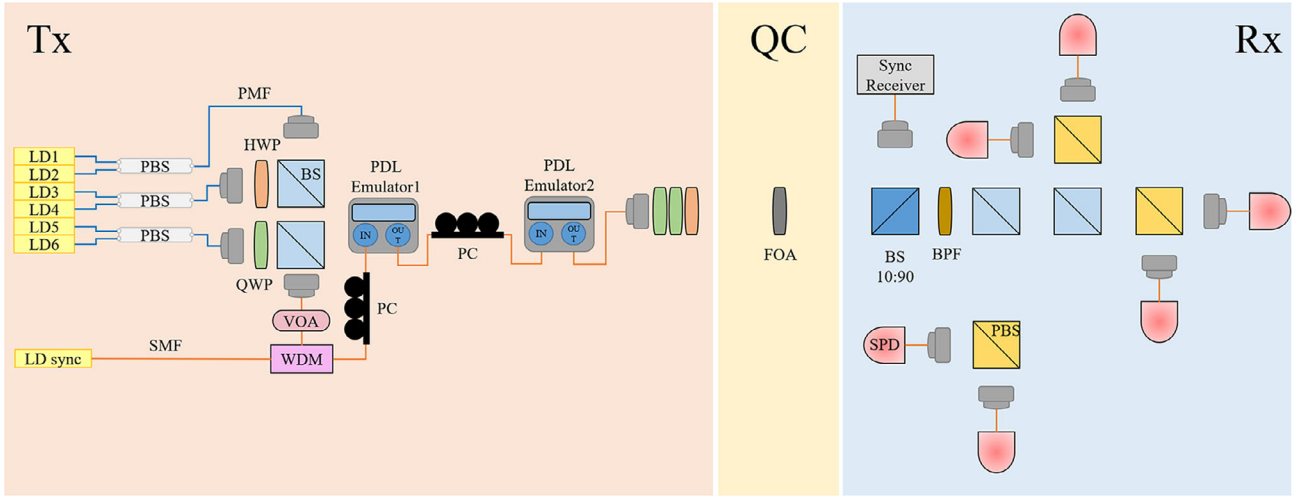 Tx
QC
Rx
PMF
Sync
Receiver
HWP
LD1
LD2
LD3
LD4
LD5
LD6
PBS
PBS
PBS
BS
PDL
Emulator1
IN
OU
T
PC
PDL
Emulator2
IN
OU
T
QWP
PC
VOA
SMF
LD sync
WDM
FOA
BS
10:90
BPF
SPD
PBS